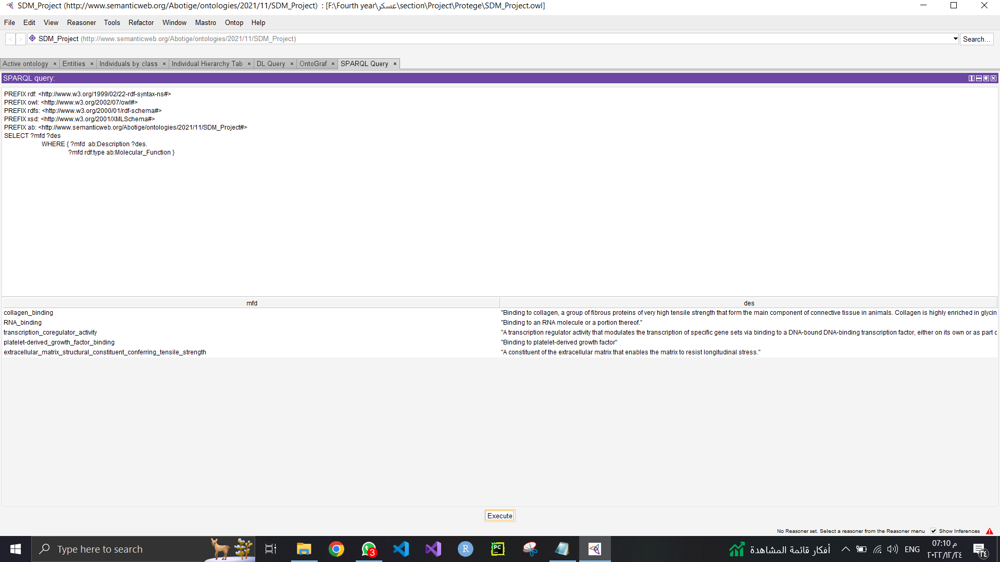 SDM_Project (http://www.semanticweb.org/Abotige/ontologies/2021/11/SDM_Project) : [F:\Fourth year\عسكر\section\Project\Protege\SDM_Project.owl]
File Edit View Reasoner Tools Refactor Window Mastro Ontop Help
< > SDM_Project (http://www.semanticweb.org/Abotige/ontologies/2021/11/SDM_Project) Search...
Active ontology × Entities × Individuals by class × Individual Hierarchy Tab × DL Query × OntoGraf × SPARQL Query ×
SPARQL query:
PREFIX rdf: <http://www.w3.org/1999/02/22-rdf-syntax-ns#>
PREFIX owl: <http://www.w3.org/2002/07/owl#>
PREFIX rdfs: <http://www.w3.org/2000/01/rdf-schema#>
PREFIX xsd: <http://www.w3.org/2001/XMLSchema#>
PREFIX ab: <http://www.semanticweb.org/Abotige/ontologies/2021/11/SDM_Project#>
SELECT ?mfd ?des
WHERE { ?mfd ab:Description ?des.
?mfd rdf:type ab:Molecular_Function }
mfd des
collagen_binding "Binding to collagen, a group of fibrous proteins of very high tensile strength that form the main component of connective tissue in animals. Collagen is highly enriched in glycin
RNA_binding "Binding to an RNA molecule or a portion thereof."
transcription_coregulator_activity "A transcription regulator activity that modulates the transcription of specific gene sets via binding to a DNA-bound DNA-binding transcription factor, either on its own or as part c
platelet-derived_growth_factor_binding "Binding to platelet-derived growth factor"
extracellular_matrix_structural_constituent_conferring_tensile_strength "A constituent of the extracellular matrix that enables the matrix to resist longitudinal stress."
Execute
No Reasoner set. Select a reasoner from the Reasoner menu Show Inferences
Type here to search 3 R PC أفكار قائمة المشاهدة ENG 07:10 م
٢٠٢٢/١٢/٢٤ ٢٤